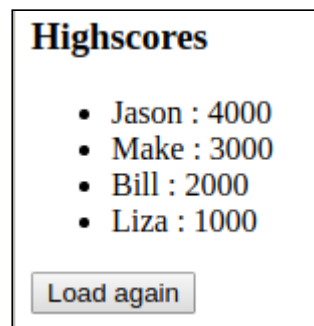 Highscores
Jason : 4000
Make : 3000
Bill : 2000
Liza : 1000
Load again